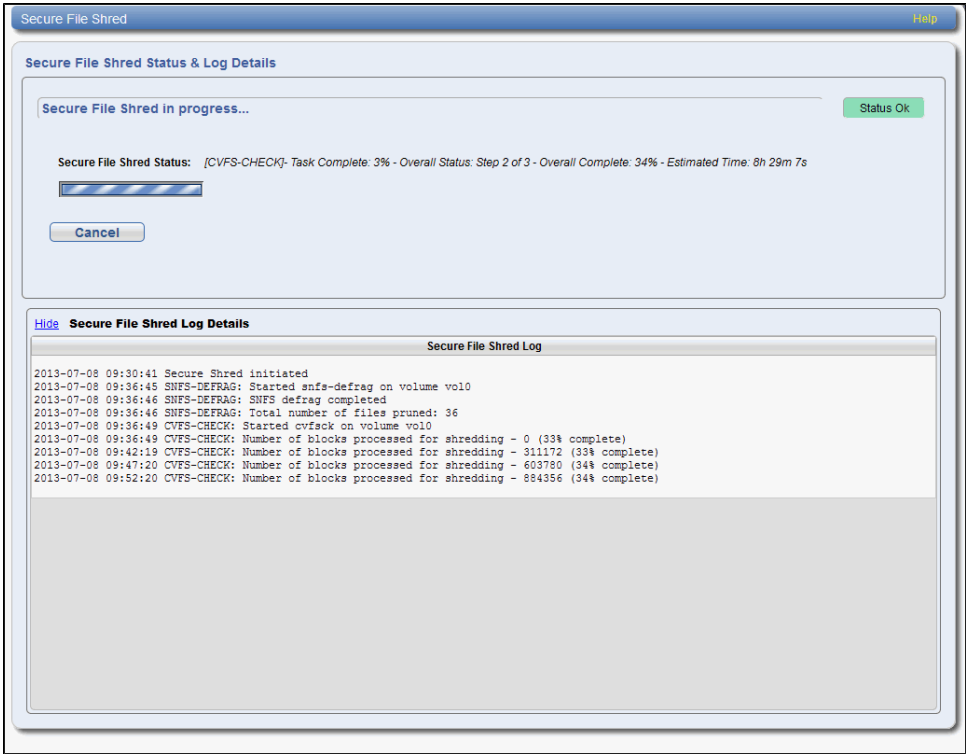 Secure File Shred
Help
Secure File Shred Status & Log Details
Secure File Shred in progress...
Status Ok
Secure File Shred Status: [CVFS-CHECK]- Task Complete: 3% - Overall Status: Step 2 of 3 - Overall Complete: 34% - Estimated Time: 8h 29m 7s
Cancel
Hide Secure File Shred Log Details
Secure File Shred Log
2013-07-08 09:30:41 Secure Shred initiated
2013-07-08 09:36:45 SNFS-DEFRAG: Started snfs-defrag on volume vol0
2013-07-08 09:36:46 SNFS-DEFRAG: SNFS defrag completed
2013-07-08 09:36:46 SNFS-DEFRAG: Total number of files pruned: 36
2013-07-08 09:36:49 CVFS-CHECK: Started cvfsck on volume vol0
2013-07-08 09:36:49 CVFS-CHECK: Number of blocks processed for shredding - 0 (33% complete)
2013-07-08 09:42:19 CVFS-CHECK: Number of blocks processed for shredding - 311172 (33% complete)
2013-07-08 09:47:20 CVFS-CHECK: Number of blocks processed for shredding - 603780 (34% complete)
2013-07-08 09:52:20 CVFS-CHECK: Number of blocks processed for shredding - 884356 (34% complete)